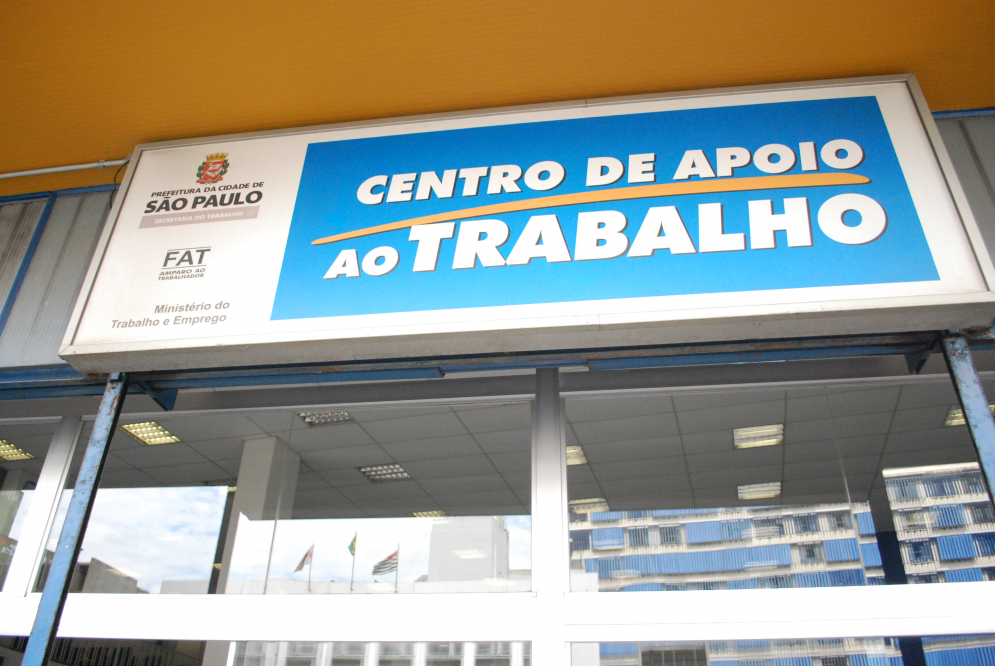 PREFEITURA DA CIDADE DE
SÃO PAULO
SECRETARIA DO TRABALHO
FAT
AMPARO AO
TRABALHADOR
Ministério do
Trabalho e Emprego
CENTRO DE APOIO
AO TRABALHO